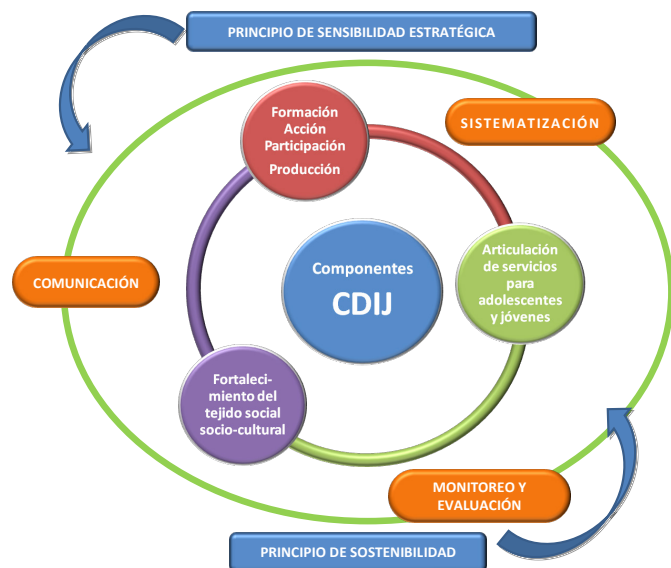 PRINCIPIO DE SENSIBILIDAD ESTRATÉGICA
Formación
Acción
Participación
Producción
SISTEMATIZACIÓN
Articulación
de servicios
para
adolescentes
y jóvenes
Componentes
CDIJ
COMUNICACIÓN
Fortaleci-
miento del
tejido social
socio-cultural
MONITOREO Y
EVALUACIÓN
PRINCIPIO DE SOSTENIBILIDAD